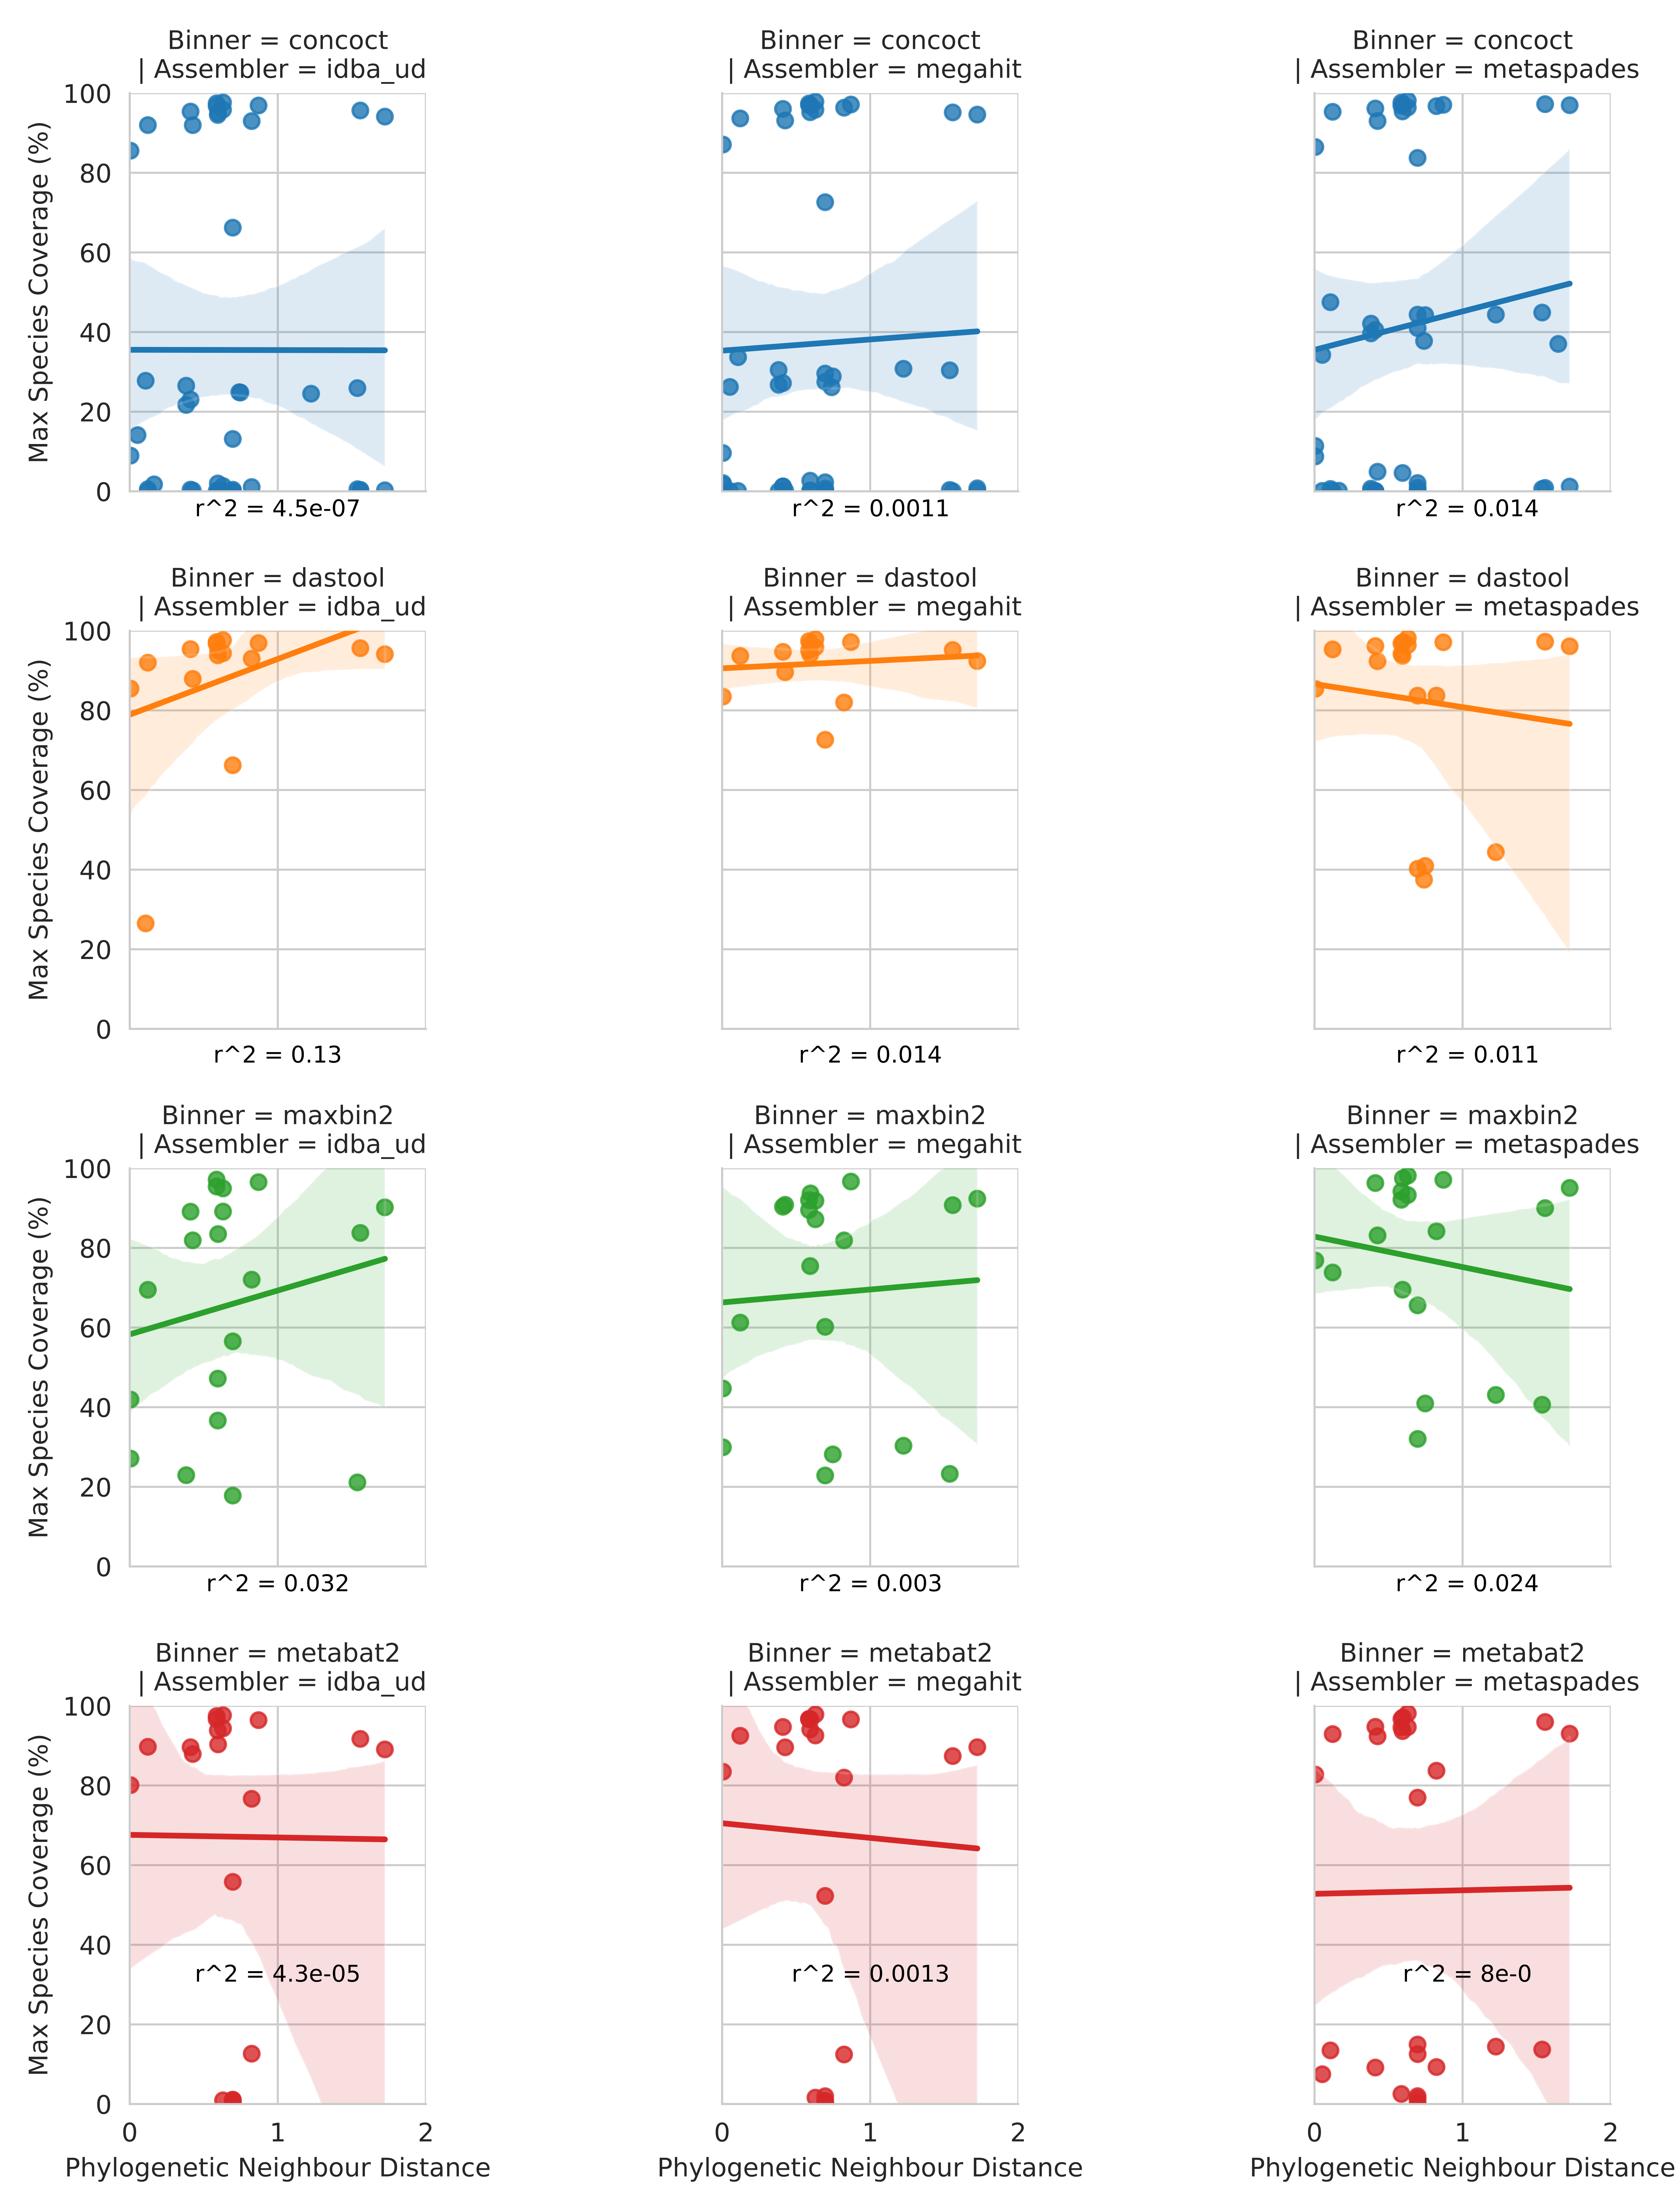 Binner = concoct
| Assembler = idba_ud
Binner = concoct
| Assembler = megahit
Binner = concoct
| Assembler = metaspades
Max Species Coverage (%)
100
80
60
40
20
0
r^2 = 4.5e-07
r^2 = 0.0011
r^2 = 0.014
Binner = dastool
| Assembler = idba_ud
Binner = dastool
| Assembler = megahit
Binner = dastool
| Assembler = metaspades
Max Species Coverage (%)
100
80
60
40
20
0
r^2 = 0.13
r^2 = 0.014
r^2 = 0.011
Binner = maxbin2
| Assembler = idba_ud
Binner = maxbin2
| Assembler = megahit
Binner = maxbin2
| Assembler = metaspades
Max Species Coverage (%)
100
80
60
40
20
0
r^2 = 0.032
r^2 = 0.003
r^2 = 0.024
Binner = metabat2
| Assembler = idba_ud
Binner = metabat2
| Assembler = megahit
Binner = metabat2
| Assembler = metaspades
Max Species Coverage (%)
100
80
60
40
20
0
r^2 = 4.3e-05
r^2 = 0.0013
r^2 = 8e-0
0 1 2
0 1 2
0 1 2
Phylogenetic Neighbour Distance
Phylogenetic Neighbour Distance
Phylogenetic Neighbour Distance